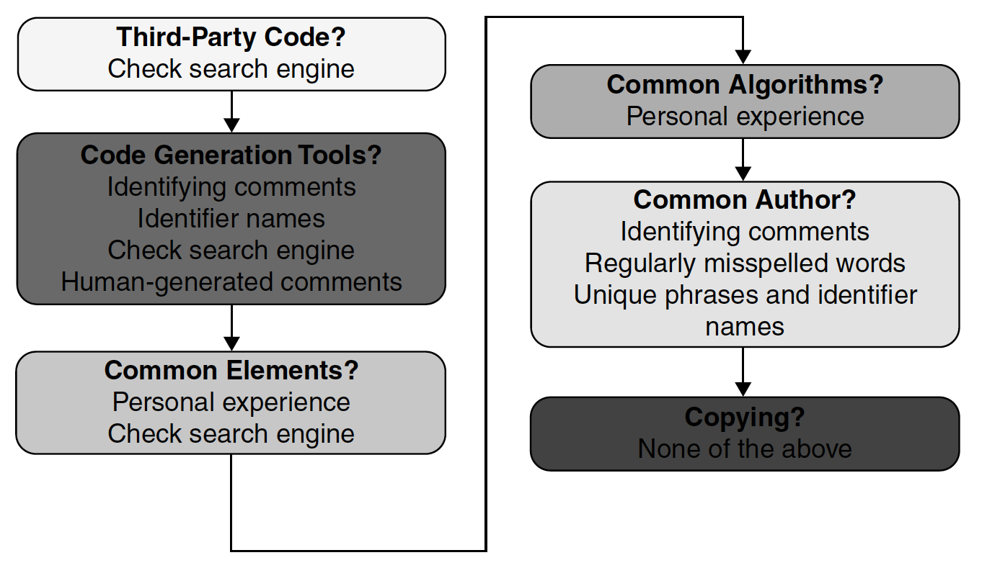 Third-Party Code?
Check search engine
Code Generation Tools?
Identifying comments
Identifier names
Check search engine
Human-generated comments
Common Elements?
Personal experience
Check search engine
Common Algorithms?
Personal experience
Common Author?
Identifying comments
Regularly misspelled words
Unique phrases and identifier
names
Copying?
None of the above